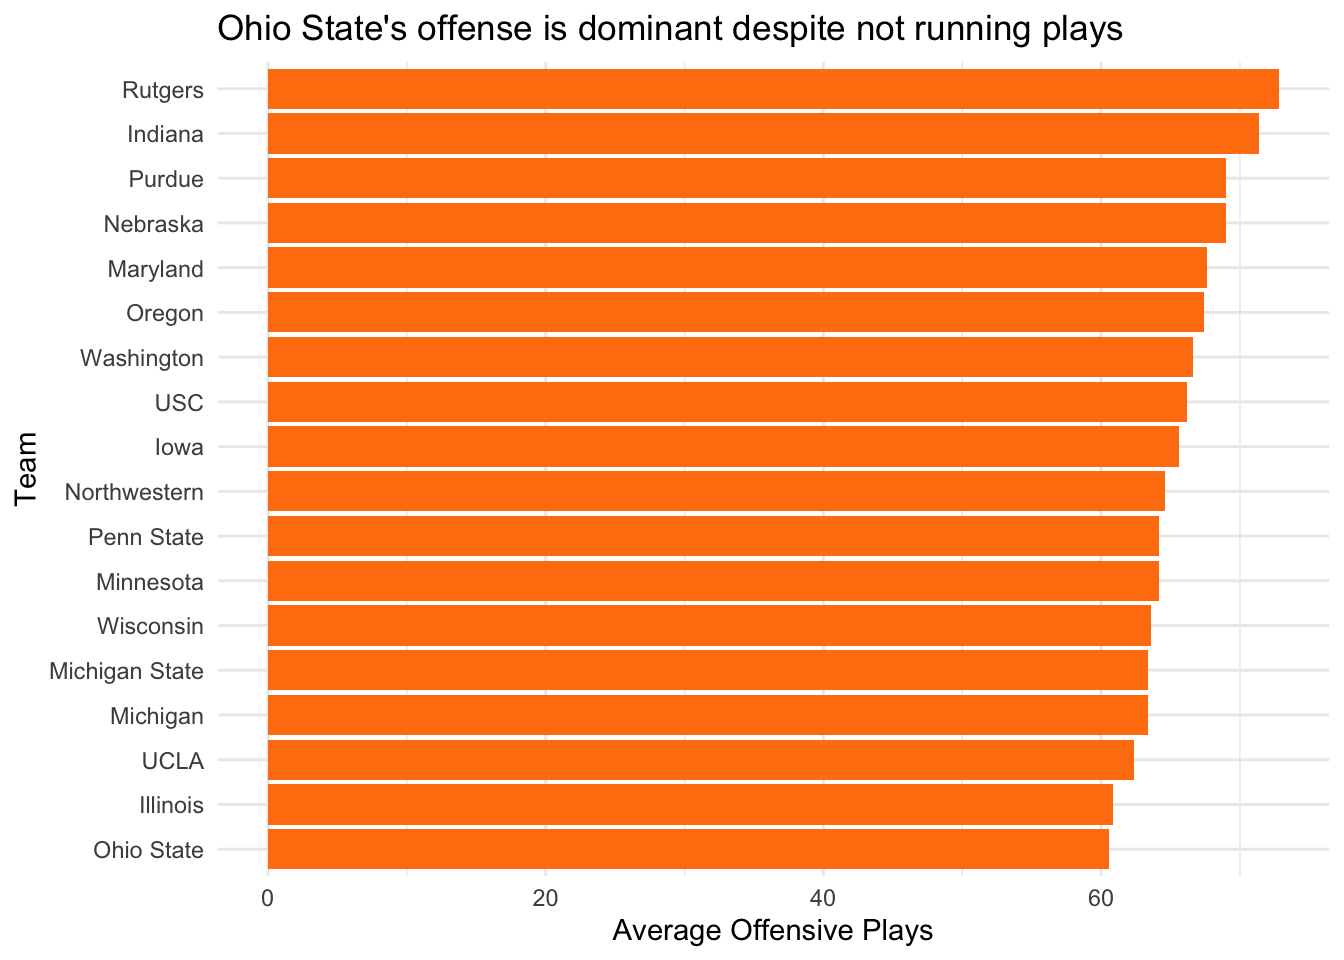 Ohio State's offense is dominant despite not running plays
Rutgers
Indiana
Purdue
Nebraska
Maryland
Oregon
Washington
USC
Iowa
Northwestern
Penn State
Minnesota
Wisconsin
Michigan State
Michigan
UCLA
Illinois
Ohio State
Team
0 20 40 60
Average Offensive Plays